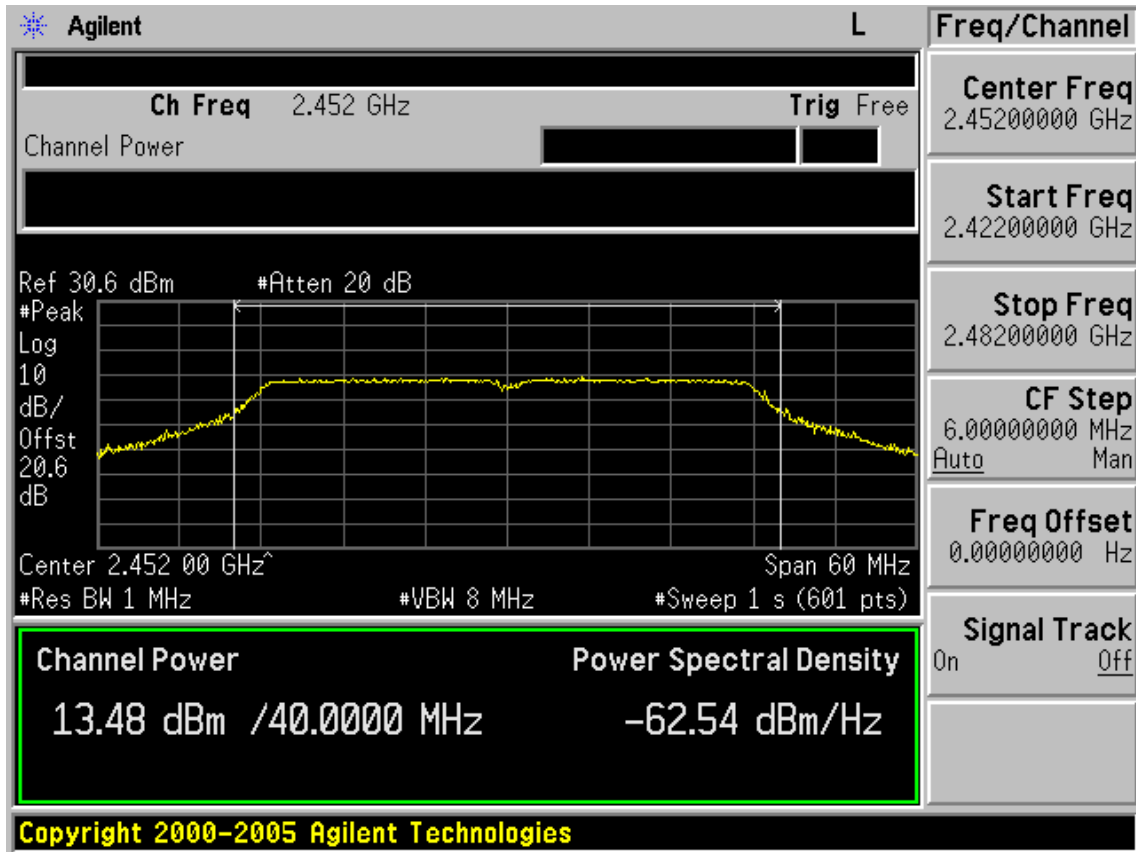 Agilent L Freq/Channel
Ch Freq 2.452 GHz Trig Free
Channel Power
Ref 30.6 dBm #Atten 20 dB
#Peak
Log
10
dB/
Offst
20.6
dB
Center 2.452 00 GHz^ Span 60 MHz
#Res BW 1 MHz #VBW 8 MHz #Sweep 1 s (601 pts)
Channel Power Power Spectral Density
13.48 dBm /40.0000 MHz -62.54 dBm/Hz
Copyright 2000-2005 Agilent Technologies
Center Freq
2.45200000 GHz
Start Freq
2.42200000 GHz
Stop Freq
2.48200000 GHz
CF Step
6.00000000 MHz
Auto Man
Freq Offset
0.00000000 Hz
Signal Track
On Off